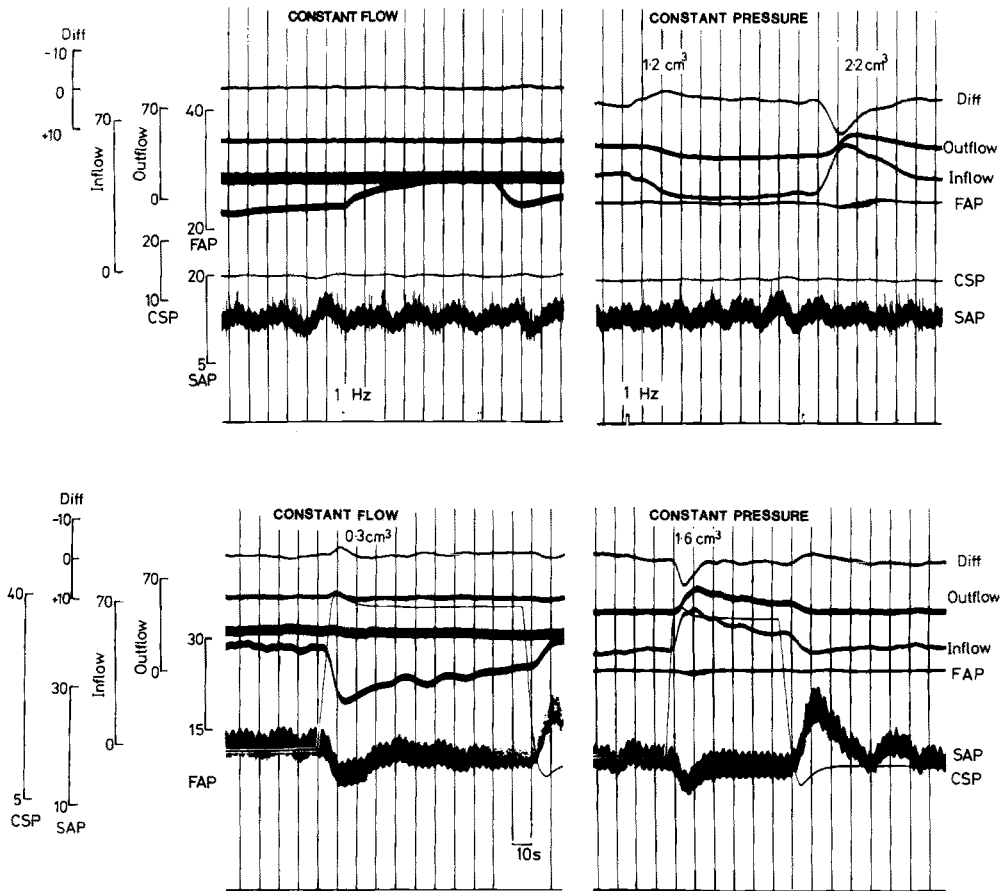 CONSTANT FLOW
CONSTANT PRESSURE
Diff
-10
0
+10
70
Inflow
0
70
Outflow
0
20
10
CSP
40
20
FAP
20
5
SAP
1 Hz
1·2 cm³
2·2 cm³
Diff
Outflow
Inflow
FAP
CSP
SAP
1 Hz
CONSTANT FLOW
CONSTANT PRESSURE
Diff
-10
0
+10
40
5
CSP
30
10
SAP
70
Inflow
0
70
Outflow
0
30
15
FAP
0·3cm³
10s
1·6 cm³
Diff
Outflow
Inflow
FAP
SAP
CSP